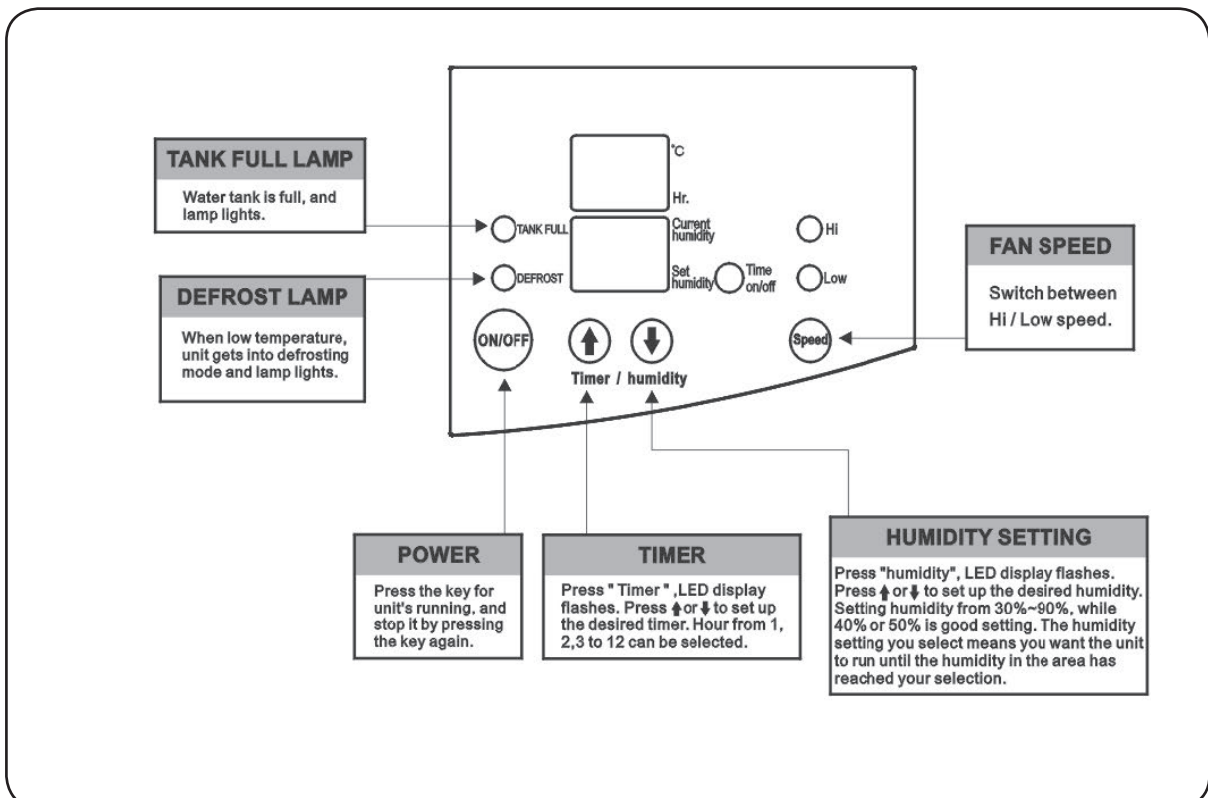 TANK FULL LAMP
Water tank is full, and
lamp lights.
DEFROST LAMP
When low temperature,
unit gets into defrosting
mode and lamp lights.
°C
Hr.
TANK FULL
Current
humidity
Hi
DEFROST
Set
humidity
Time
on/off
Low
ON/OFF
Speed
Timer / humidity
FAN SPEED
Switch between
Hi / Low speed.
POWER
Press the key for
unit's running, and
stop it by pressing
the key again.
TIMER
Press " Timer " ,LED display
flashes. Press ⬆ or ⬇ to set up
the desired timer. Hour from 1,
2,3 to 12 can be selected.
HUMIDITY SETTING
Press "humidity", LED display flashes.
Press ⬆ or ⬇ to set up the desired humidity.
Setting humidity from 30%~90%, while
40% or 50% is good setting. The humidity
setting you select means you want the unit
to run until the humidity in the area has
reached your selection.